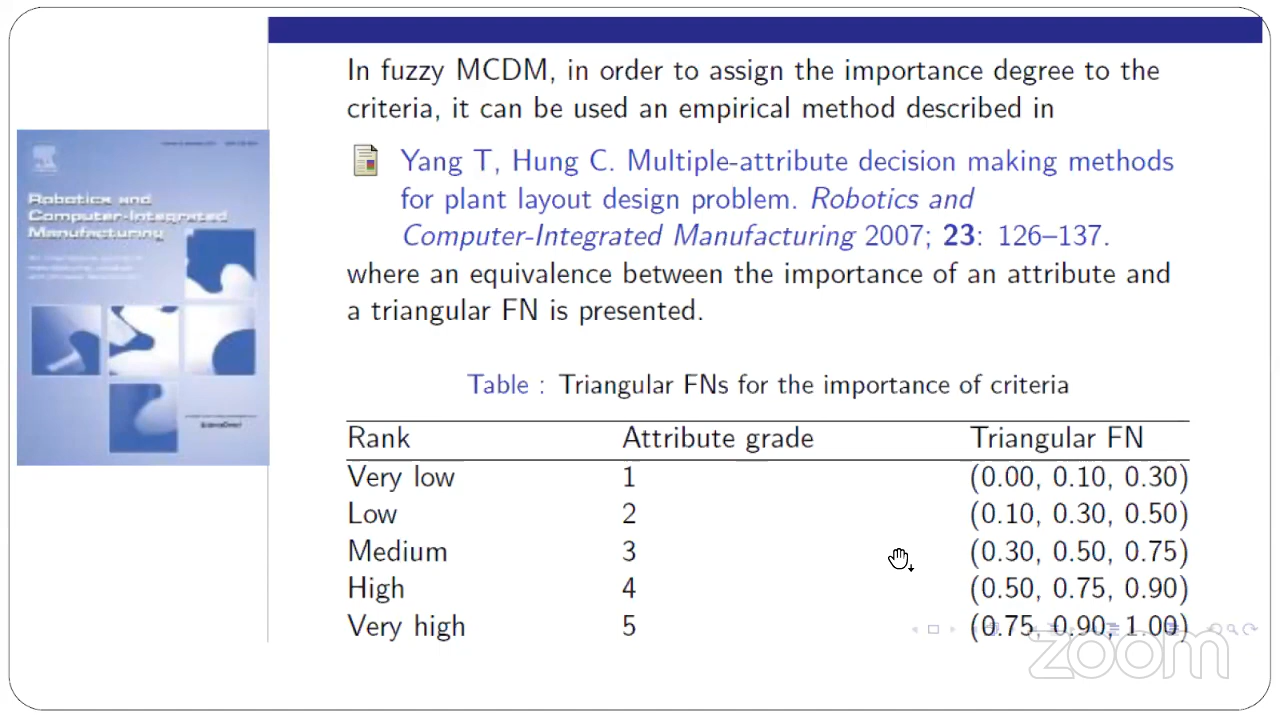 In fuzzy MCDM, in order to assign the importance degree to the
criteria, it can be used an empirical method described in
Yang T, Hung C. Multiple-attribute decision making methods
for plant layout design problem. Robotics and
Computer-Integrated Manufacturing 2007; 23: 126–137.
where an equivalence between the importance of an attribute and
a triangular FN is presented.
Robotics and
Computer-Integrated
Manufacturing
Table : Triangular FNs for the importance of criteria
Rank Attribute grade Triangular FN
Very low 1 (0.00, 0.10, 0.30)
Low 2 (0.10, 0.30, 0.50)
Medium 3 (0.30, 0.50, 0.75)
High 4 (0.50, 0.75, 0.90)
Very high 5 (0.75, 0.90, 1.00)
zoom